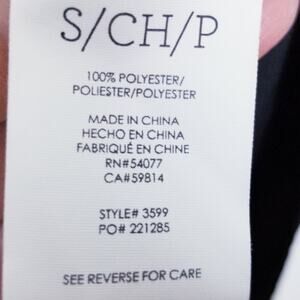 S/CH/P
100% POLYESTER/
POLIESTER/POLYESTER
MADE IN CHINA
HECHO EN CHINA
FABRIQUÉ EN CHINE
RN#54077
CA#59814
STYLE# 3599
PO# 221285
SEE REVERSE FOR CARE